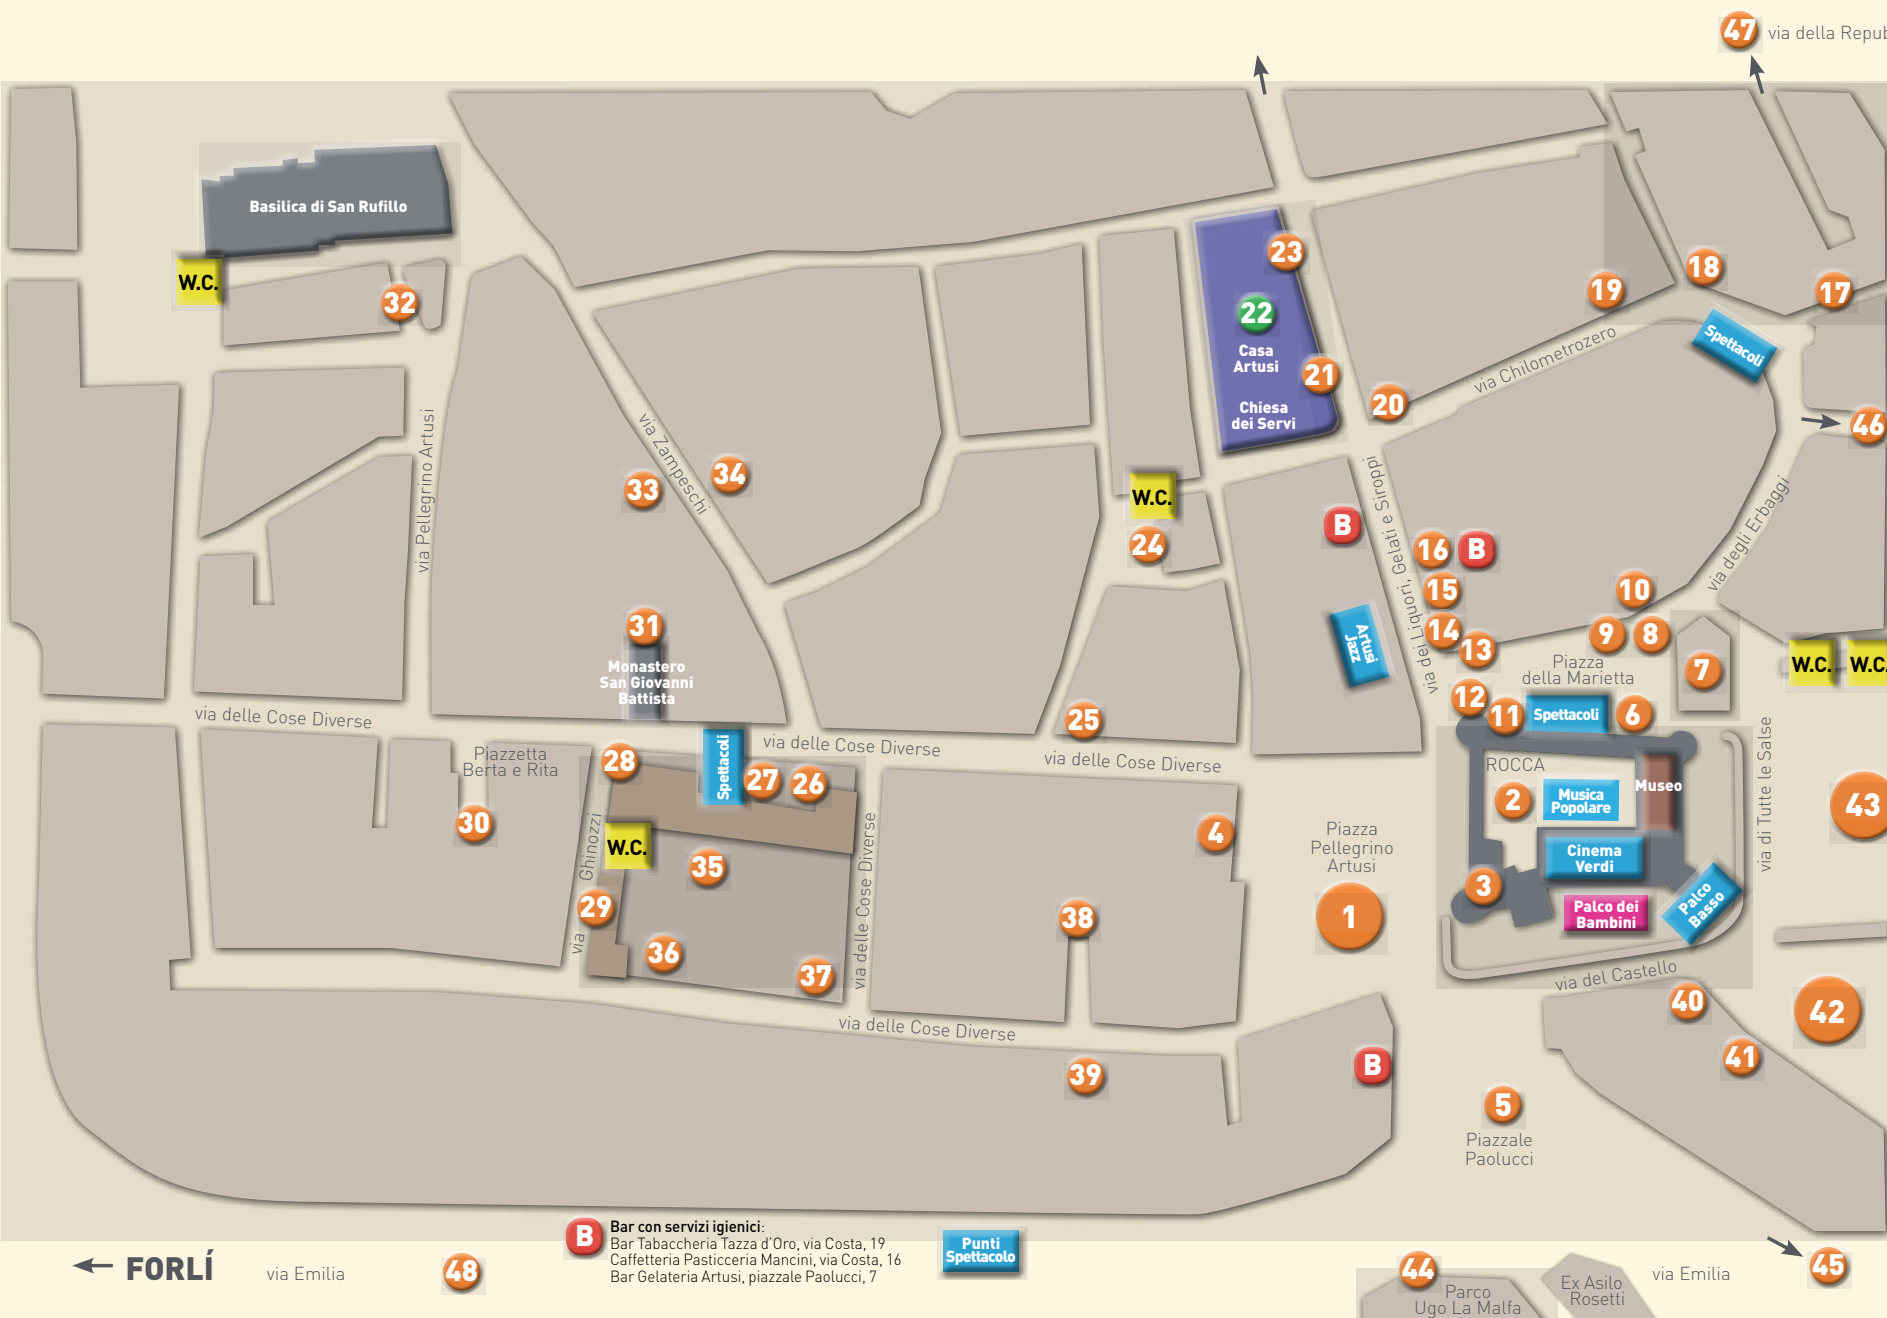 47
via della Repub
Basilica di San Rufillo
W.C.
32
23
22
Casa
Artusi
21
Chiesa
dei Servi
20
19
18
17
Spettacoli
via Chilometrozero
46
via Pellegrino Artusi
via Zampeschi
33
34
W.C.
24
B
via dei Liquori, Gelati e Siroppi
16
B
15
14
13
Artusi
Jazz
10
9
8
via degli Erbaggi
7
W.C.
W.C.
Piazza
della Marietta
12
11
Spettacoli
6
31
Monastero
San Giovanni
Battista
via delle Cose Diverse
25
via delle Cose Diverse
via delle Cose Diverse
Piazzetta
Berta e Rita
28
Spettacoli
27
26
30
via Ghinozzi
W.C.
35
29
36
37
via delle Cose Diverse
4
38
Piazza
Pellegrino
Artusi
1
ROCCA
2
Musica
Popolare
Museo
Cinema
Verdi
3
Palco dei
Bambini
Palco
Basso
via di Tutte le Salse
43
via del Castello
40
42
41
via delle Cose Diverse
39
B
5
Piazzale
Paolucci
FORLÍ
via Emilia
48
B
Bar con servizi igienici:
Bar Tabaccheria Tazza d'Oro, via Costa, 19
Caffetteria Pasticceria Mancini, via Costa, 16
Bar Gelateria Artusi, piazzale Paolucci, 7
Punti
Spettacolo
44
Parco
Ugo La Malfa
Ex Asilo
Rosetti
via Emilia
45